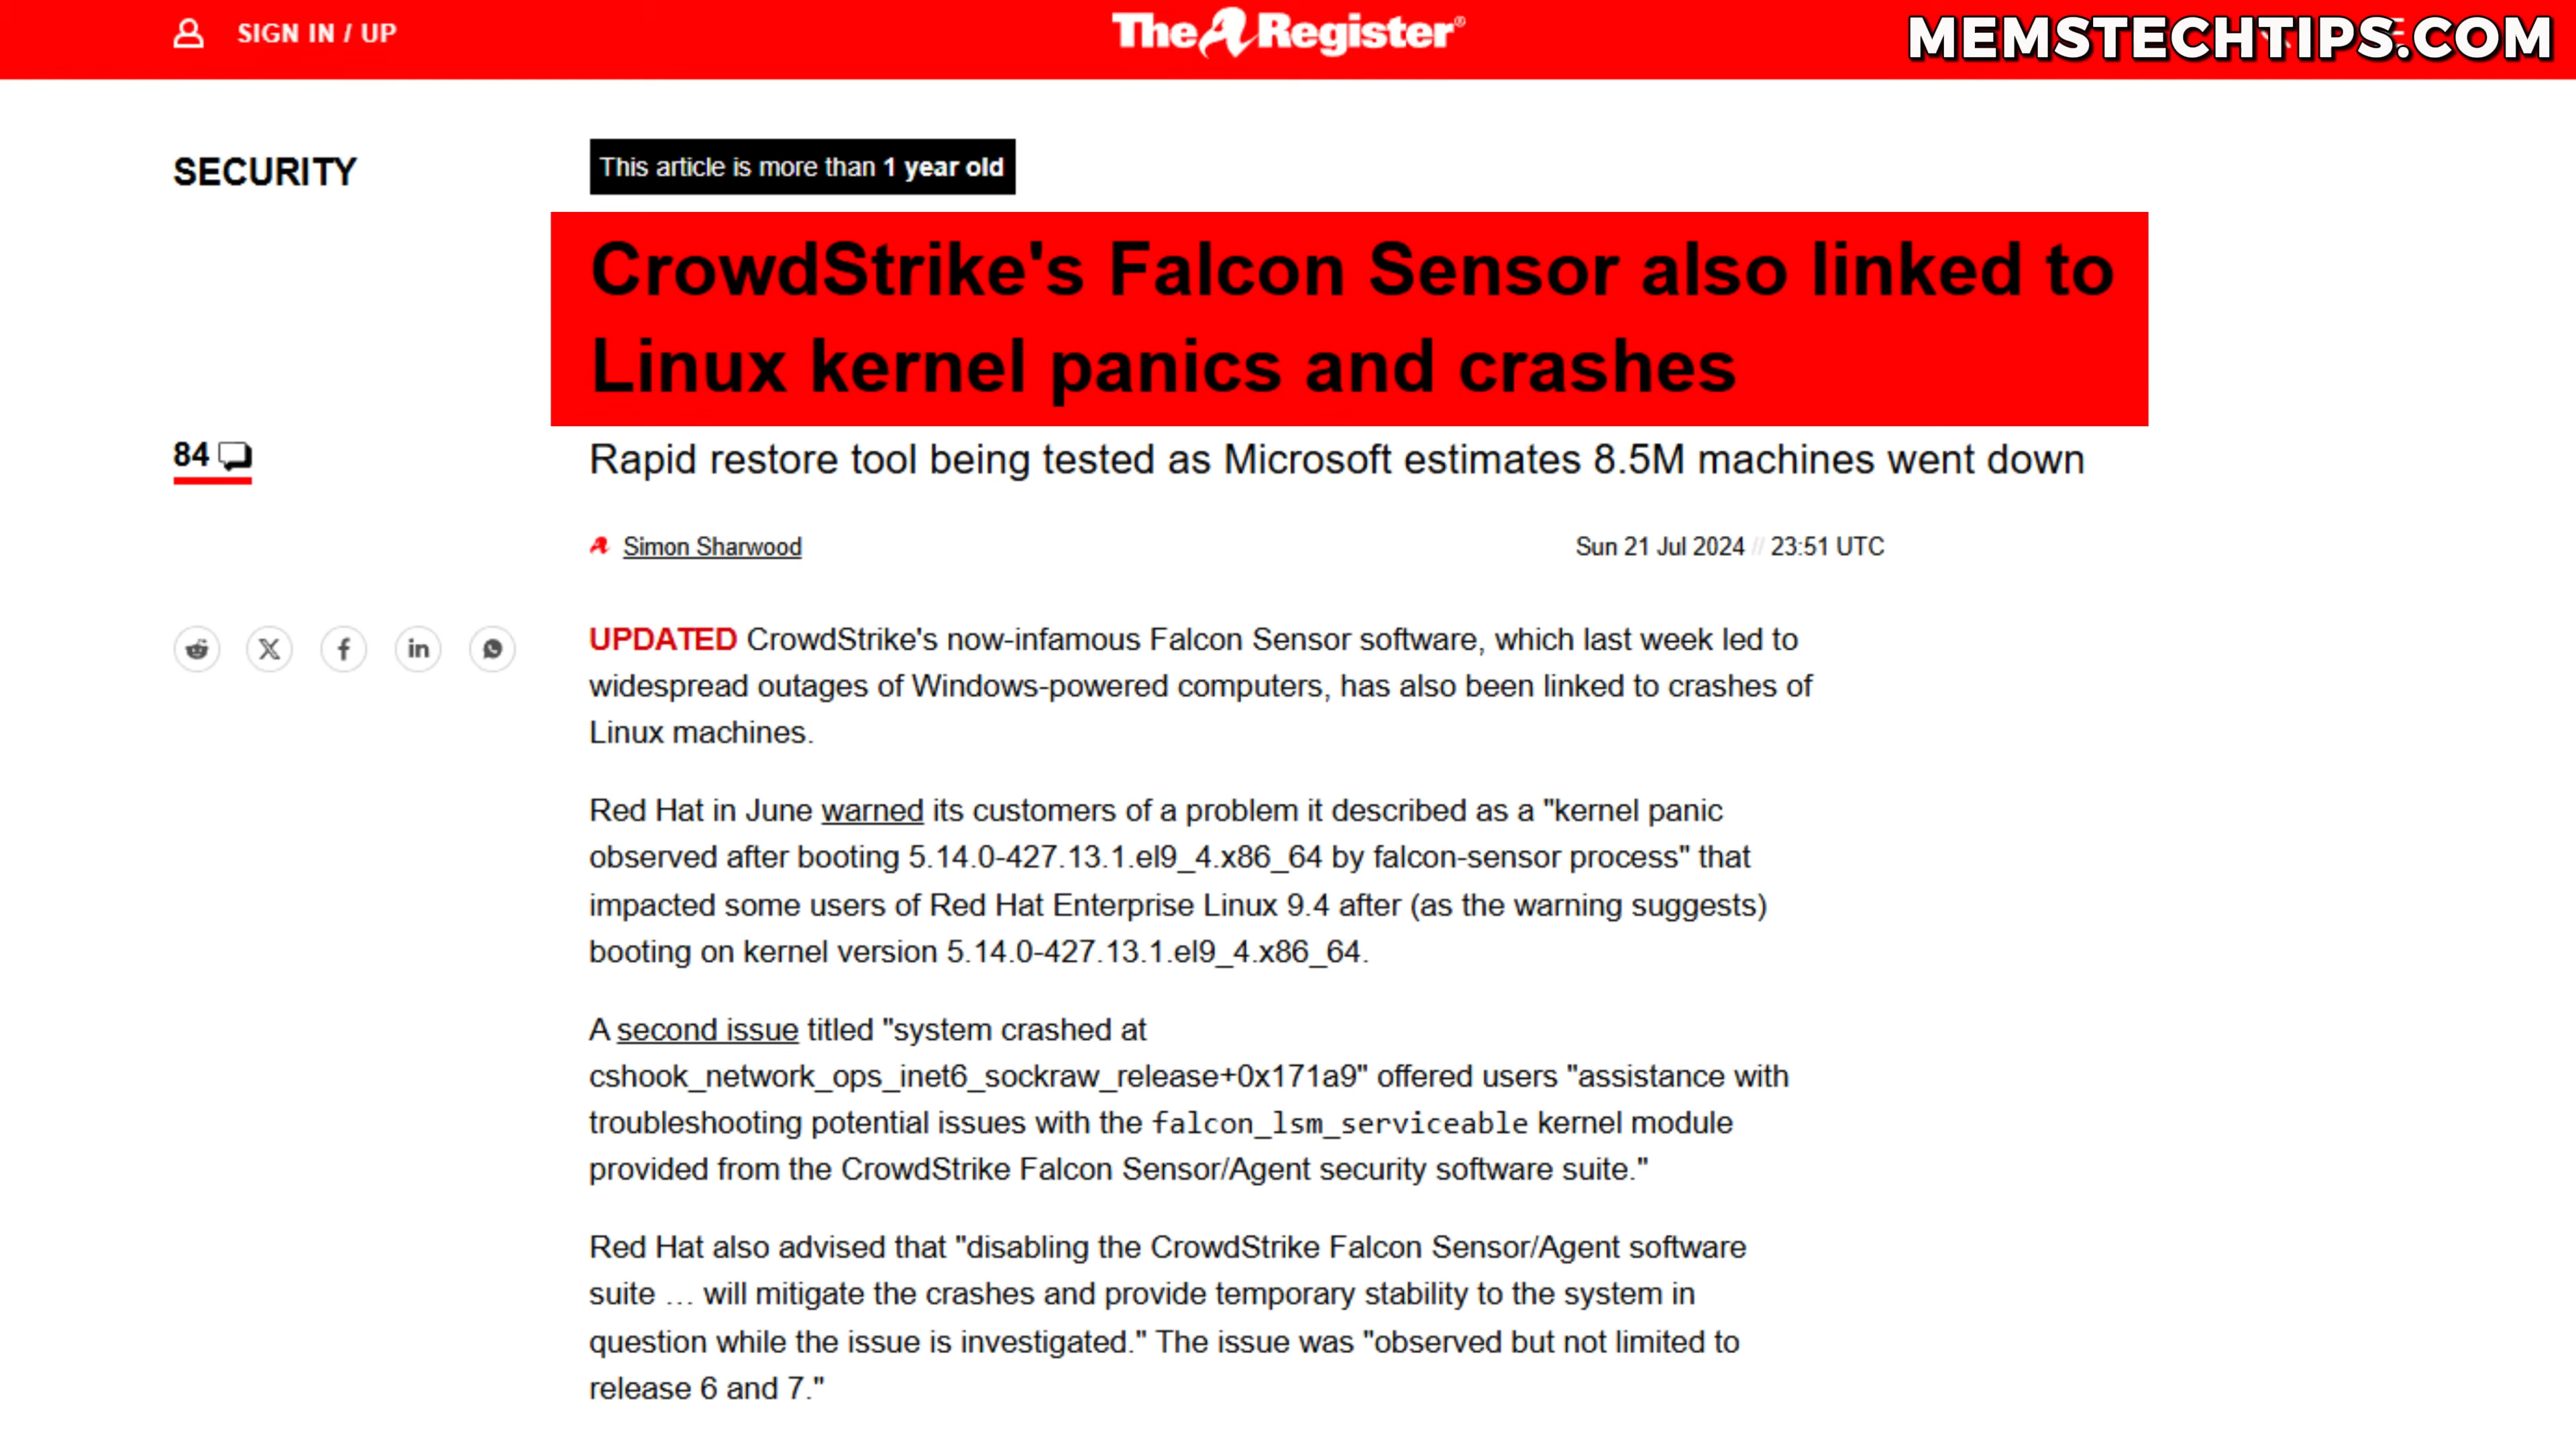 SIGN IN / UP
The Register®
MEMSTECHTIPS.COM
SECURITY
This article is more than 1 year old
CrowdStrike's Falcon Sensor also linked to
Linux kernel panics and crashes
84
Rapid restore tool being tested as Microsoft estimates 8.5M machines went down
Simon Sharwood
Sun 21 Jul 2024 // 23:51 UTC
UPDATED CrowdStrike's now-infamous Falcon Sensor software, which last week led to
widespread outages of Windows-powered computers, has also been linked to crashes of
Linux machines.
Red Hat in June warned its customers of a problem it described as a "kernel panic
observed after booting 5.14.0-427.13.1.el9_4.x86_64 by falcon-sensor process" that
impacted some users of Red Hat Enterprise Linux 9.4 after (as the warning suggests)
booting on kernel version 5.14.0-427.13.1.el9_4.x86_64.
A second issue titled "system crashed at
cshook_network_ops_inet6_sockraw_release+0x171a9" offered users "assistance with
troubleshooting potential issues with the falcon_lsm_serviceable kernel module
provided from the CrowdStrike Falcon Sensor/Agent security software suite."
Red Hat also advised that "disabling the CrowdStrike Falcon Sensor/Agent software
suite … will mitigate the crashes and provide temporary stability to the system in
question while the issue is investigated." The issue was "observed but not limited to
release 6 and 7."